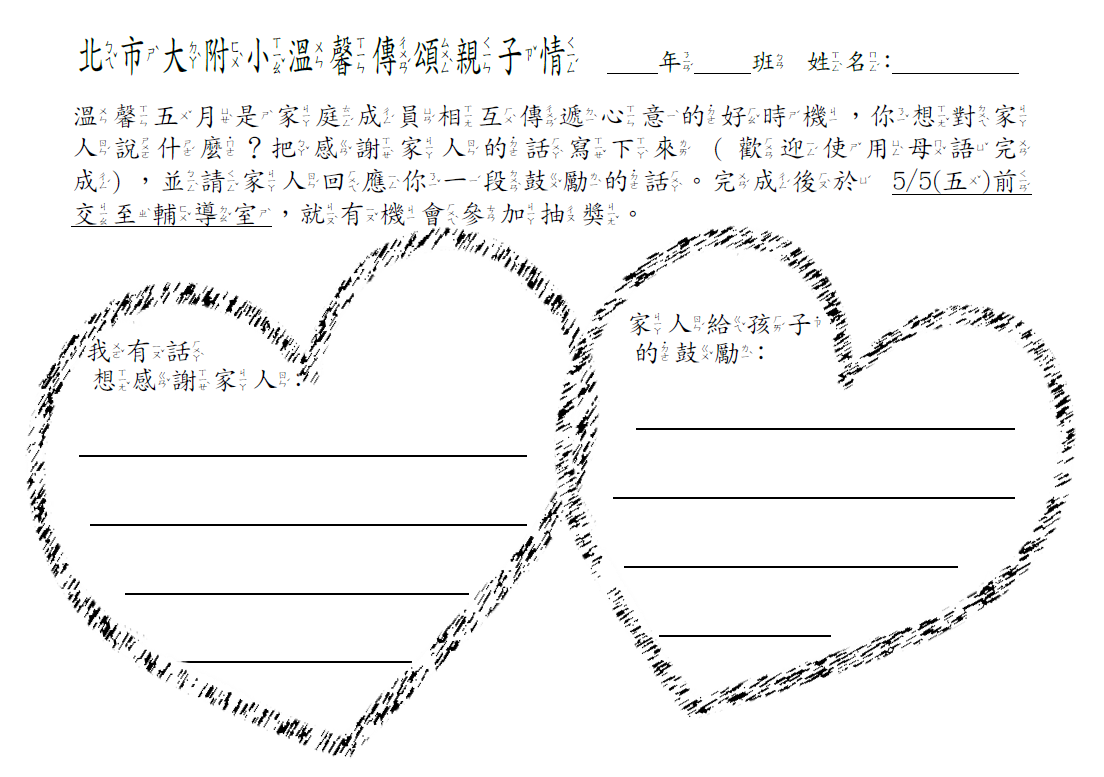 北市大附小溫馨傳頌親子情 ____年____班 姓名:__________
溫馨五月是家庭成員相互傳遞心意的好時機，你想對家
人說什麼？把感謝家人的話寫下來（歡迎使用母語完
成），並請家人回應你一段鼓勵的話。完成後於 5/5(五)前
交至輔導室，就有機會參加抽獎。
我有話
想感謝家人：
家人給孩子
的鼓勵：